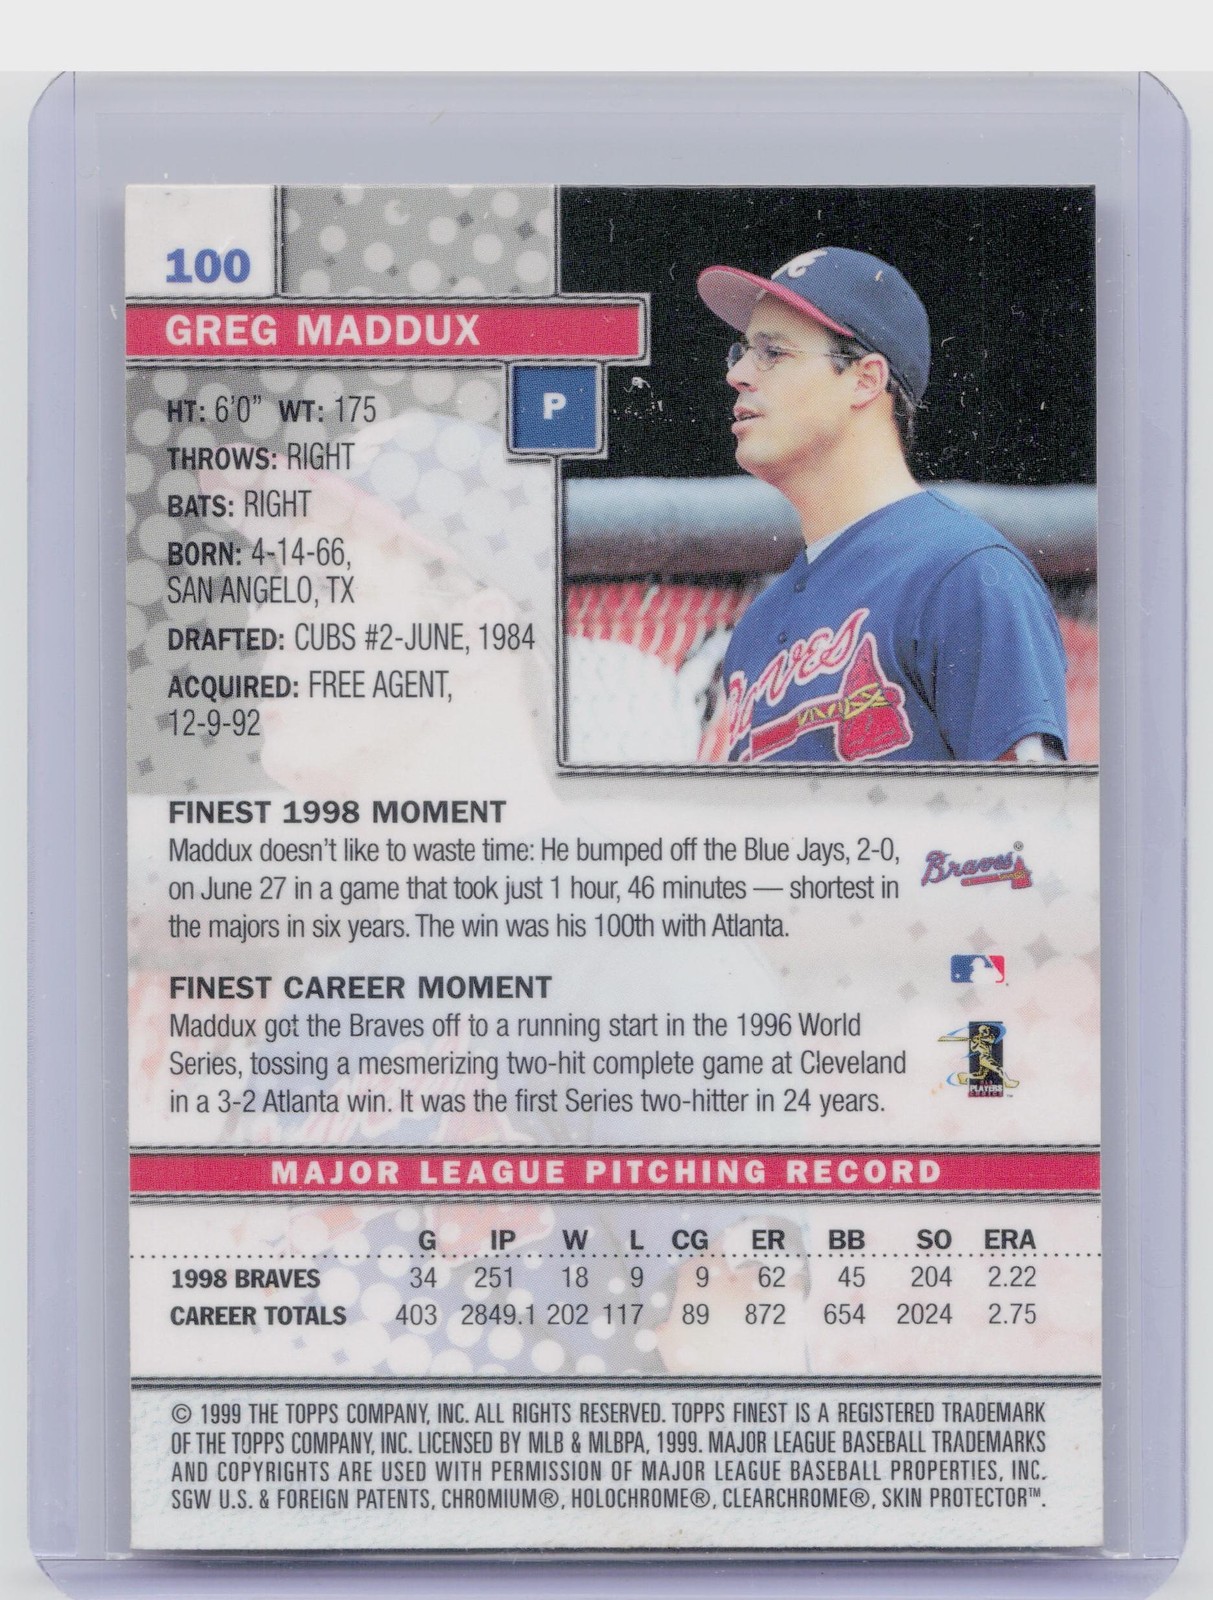 100
GREG MADDUX
P
HT: 6'0" WT: 175
THROWS: RIGHT
BATS: RIGHT
BORN: 4-14-66,
SAN ANGELO, TX
DRAFTED: CUBS #2-JUNE, 1984
ACQUIRED: FREE AGENT,
12-9-92
Braves
FINEST 1998 MOMENT
Maddux doesn't like to waste time: He bumped off the Blue Jays, 2-0,
on June 27 in a game that took just 1 hour, 46 minutes — shortest in
the majors in six years. The win was his 100th with Atlanta.
Braves®
FINEST CAREER MOMENT
Maddux got the Braves off to a running start in the 1996 World
Series, tossing a mesmerizing two-hit complete game at Cleveland
in a 3-2 Atlanta win. It was the first Series two-hitter in 24 years.
PLAYERS
MAJOR LEAGUE PITCHING RECORD
G IP W L CG ER BB SO ERA
1998 BRAVES 34 251 18 9 9 62 45 204 2.22
CAREER TOTALS 403 2849.1 202 117 89 872 654 2024 2.75
© 1999 THE TOPPS COMPANY, INC. ALL RIGHTS RESERVED. TOPPS FINEST IS A REGISTERED TRADEMARK
OF THE TOPPS COMPANY, INC. LICENSED BY MLB & MLBPA, 1999. MAJOR LEAGUE BASEBALL TRADEMARKS
AND COPYRIGHTS ARE USED WITH PERMISSION OF MAJOR LEAGUE BASEBALL PROPERTIES, INC.
SGW U.S. & FOREIGN PATENTS, CHROMIUM®, HOLOCHROME®, CLEARCHROME®, SKIN PROTECTOR™.